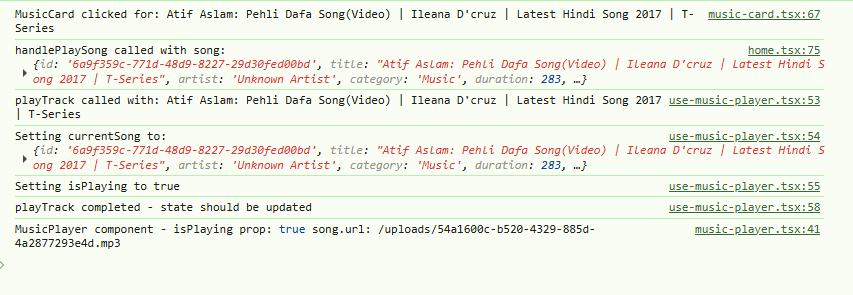 MusicCard clicked for: Atif Aslam: Pehli Dafa Song(Video) | Ileana D'cruz | Latest Hindi Song 2017 | T- music-card.tsx:67
Series
handlePlaySong called with song: home.tsx:75
{id: '6a9f359c-771d-48d9-8227-29d30fed00bd', title: "Atif Aslam: Pehli Dafa Song(Video) | Ileana D'cruz | Latest Hindi S
ong 2017 | T-Series", artist: 'Unknown Artist', category: 'Music', duration: 283, …}
playTrack called with: Atif Aslam: Pehli Dafa Song(Video) | Ileana D'cruz | Latest Hindi Song 2017 use-music-player.tsx:53
| T-Series
Setting currentSong to: use-music-player.tsx:54
{id: '6a9f359c-771d-48d9-8227-29d30fed00bd', title: "Atif Aslam: Pehli Dafa Song(Video) | Ileana D'cruz | Latest Hindi S
ong 2017 | T-Series", artist: 'Unknown Artist', category: 'Music', duration: 283, …}
Setting isPlaying to true use-music-player.tsx:55
playTrack completed - state should be updated use-music-player.tsx:58
MusicPlayer component - isPlaying prop: true song.url: /uploads/54a1600c-b520-4329-885d- music-player.tsx:41
4a2877293e4d.mp3